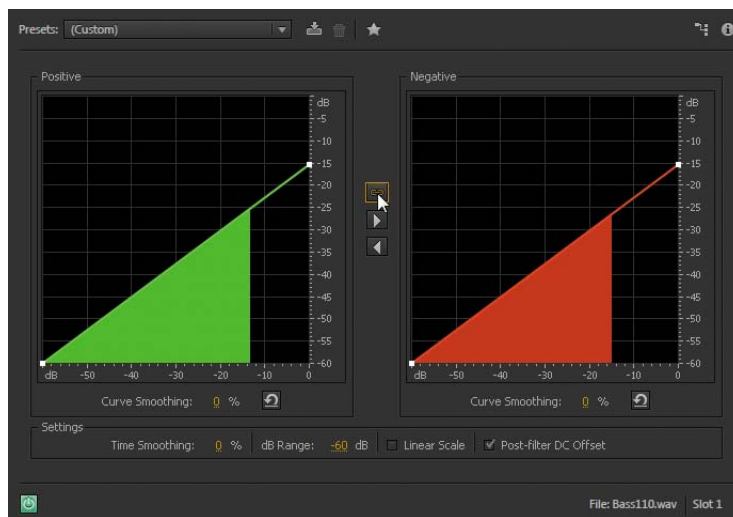 Presets: (Custom)
Positive
dB
-5
-10
-15
-20
-25
-30
-35
-40
-45
-50
-55
-60
dB -50 -40 -30 -20 -10 0
Curve Smoothing: 0 %
Negative
dB
-5
-10
-15
-20
-25
-30
-35
-40
-45
-50
-55
-60
dB -50 -40 -30 -20 -10 0
Curve Smoothing: 0 %
Settings
Time Smoothing: 0 % dB Range: -60 dB Linear Scale Post-filter DC Offset
File: Bass110.wav Slot 1